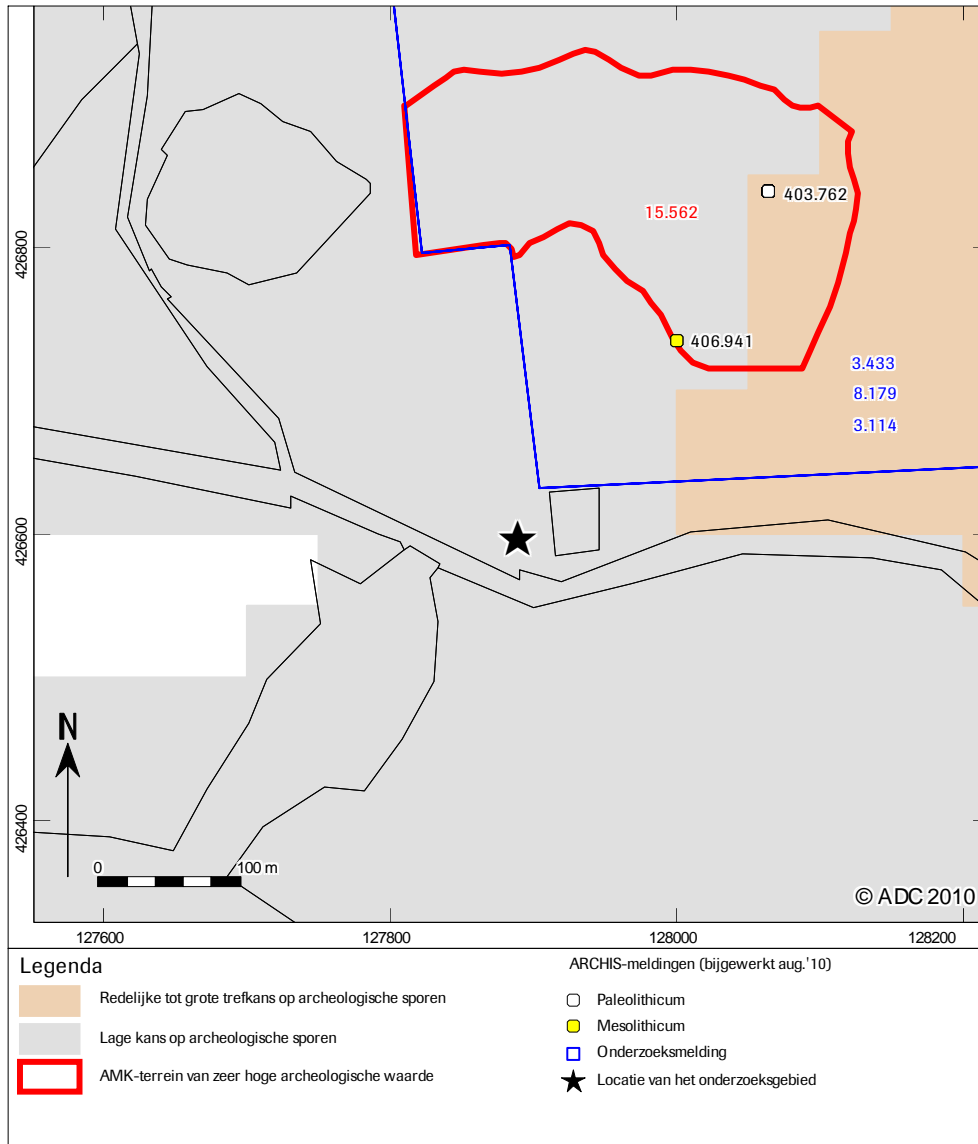 403.762
15.562
406.941
3.433
8.179
3.114
426800
426600
426400
N
0 100 m
© ADC 2010
127600 127800 128000 128200
Legenda
Redelijke tot grote trefkans op archeologische sporen
Lage kans op archeologische sporen
AMK-terrein van zeer hoge archeologische waarde
ARCHIS-meldingen (bijgewerkt aug.'10)
Paleolithicum
Mesolithicum
Onderzoeksmelding
Locatie van het onderzoeksgebied